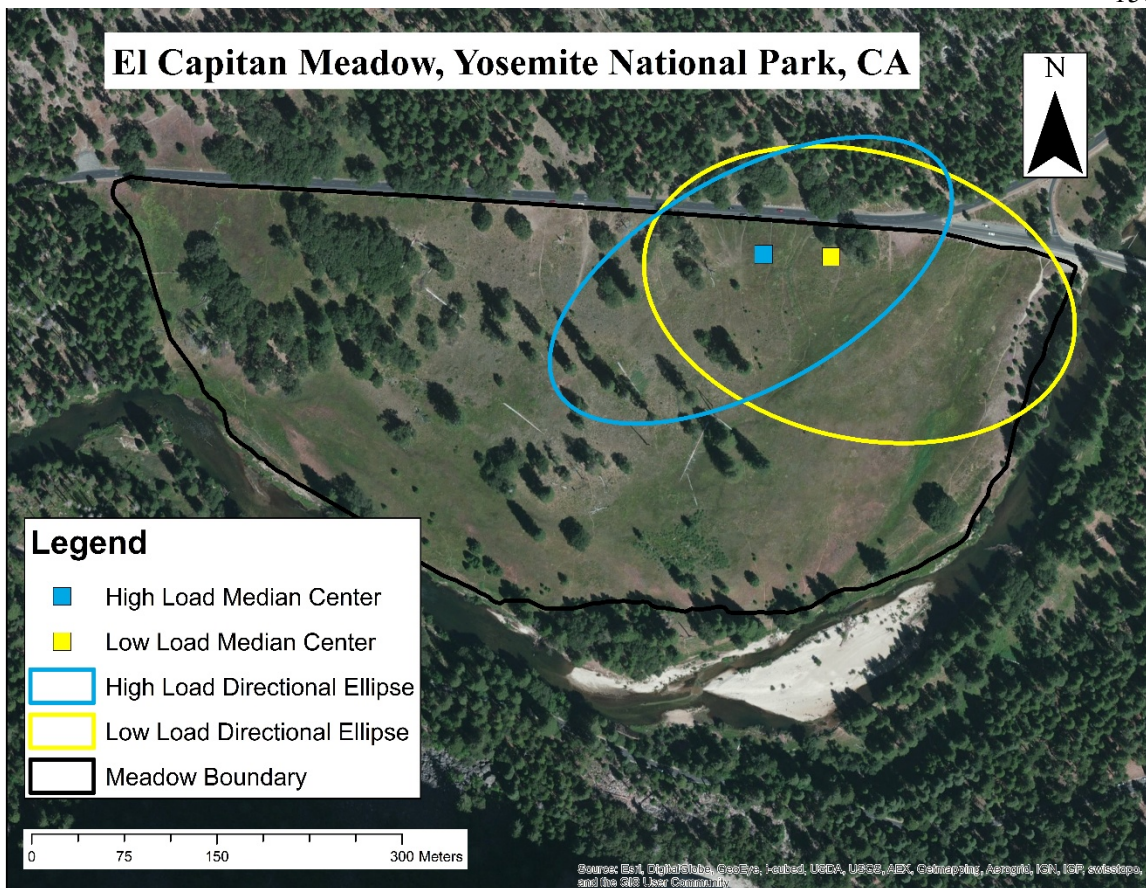 El Capitan Meadow, Yosemite National Park, CA
N
Legend
High Load Median Center
Low Load Median Center
High Load Directional Ellipse
Low Load Directional Ellipse
Meadow Boundary
0 75 150 300 Meters
Source: Esri, DigitalGlobe, GeoEye, i-cubed, USDA, USGS, AEX, Getmapping, Aerogrid, IGN, IGP, swisstopo,
and the GIS User Community